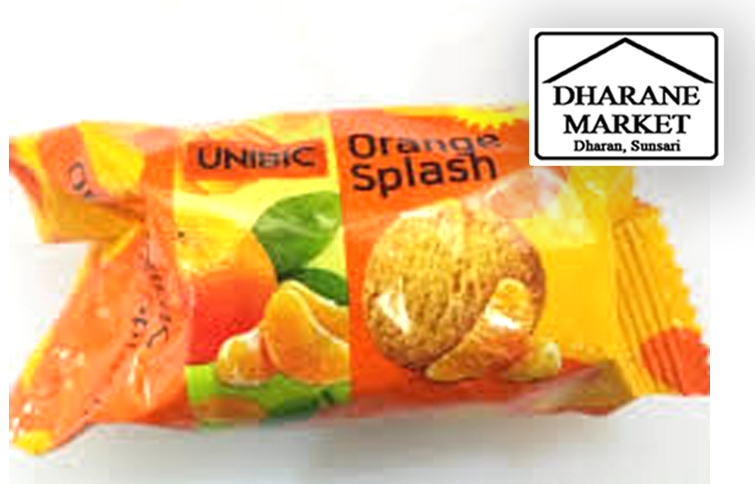 UNIBIC
Orange
Splash
DHARANE
MARKET
Dharan, Sunsari